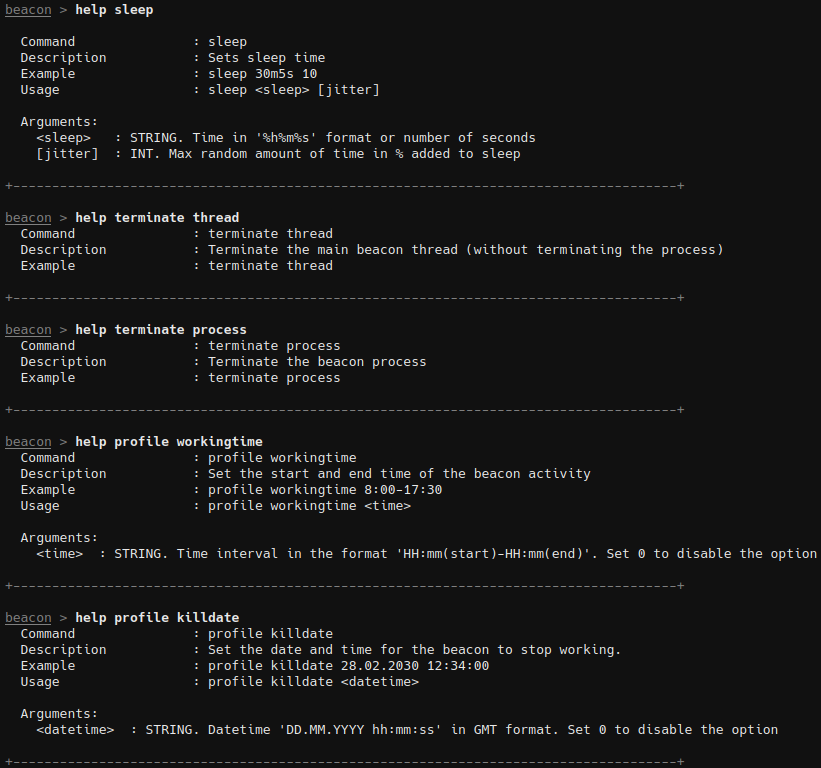 beacon > help sleep
Command : sleep
Description : Sets sleep time
Example : sleep 30m5s 10
Usage : sleep <sleep> [jitter]
Arguments:
<sleep> : STRING. Time in '%h%m%s' format or number of seconds
[jitter] : INT. Max random amount of time in % added to sleep
+-------------------------------------------------------------------------------------+
beacon > help terminate thread
Command : terminate thread
Description : Terminate the main beacon thread (without terminating the process)
Example : terminate thread
+-------------------------------------------------------------------------------------+
beacon > help terminate process
Command : terminate process
Description : Terminate the beacon process
Example : terminate process
+-------------------------------------------------------------------------------------+
beacon > help profile workingtime
Command : profile workingtime
Description : Set the start and end time of the beacon activity
Example : profile workingtime 8:00-17:30
Usage : profile workingtime <time>
Arguments:
<time> : STRING. Time interval in the format 'HH:mm(start)-HH:mm(end)'. Set 0 to disable the option
+-------------------------------------------------------------------------------------+
beacon > help profile killdate
Command : profile killdate
Description : Set the date and time for the beacon to stop working.
Example : profile killdate 28.02.2030 12:34:00
Usage : profile killdate <datetime>
Arguments:
<datetime> : STRING. Datetime 'DD.MM.YYYY hh:mm:ss' in GMT format. Set 0 to disable the option
+-------------------------------------------------------------------------------------+